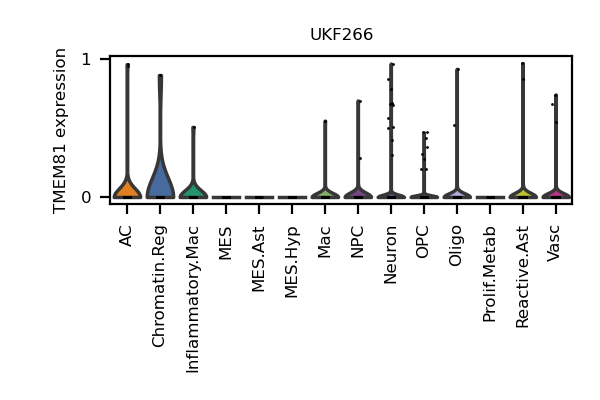 UKF266
TMEM81 expression
1
0
AC
Chromatin.Reg
Inflammatory.Mac
MES
MES.Ast
MES.Hyp
Mac
NPC
Neuron
OPC
Oligo
Prolif.Metab
Reactive.Ast
Vasc